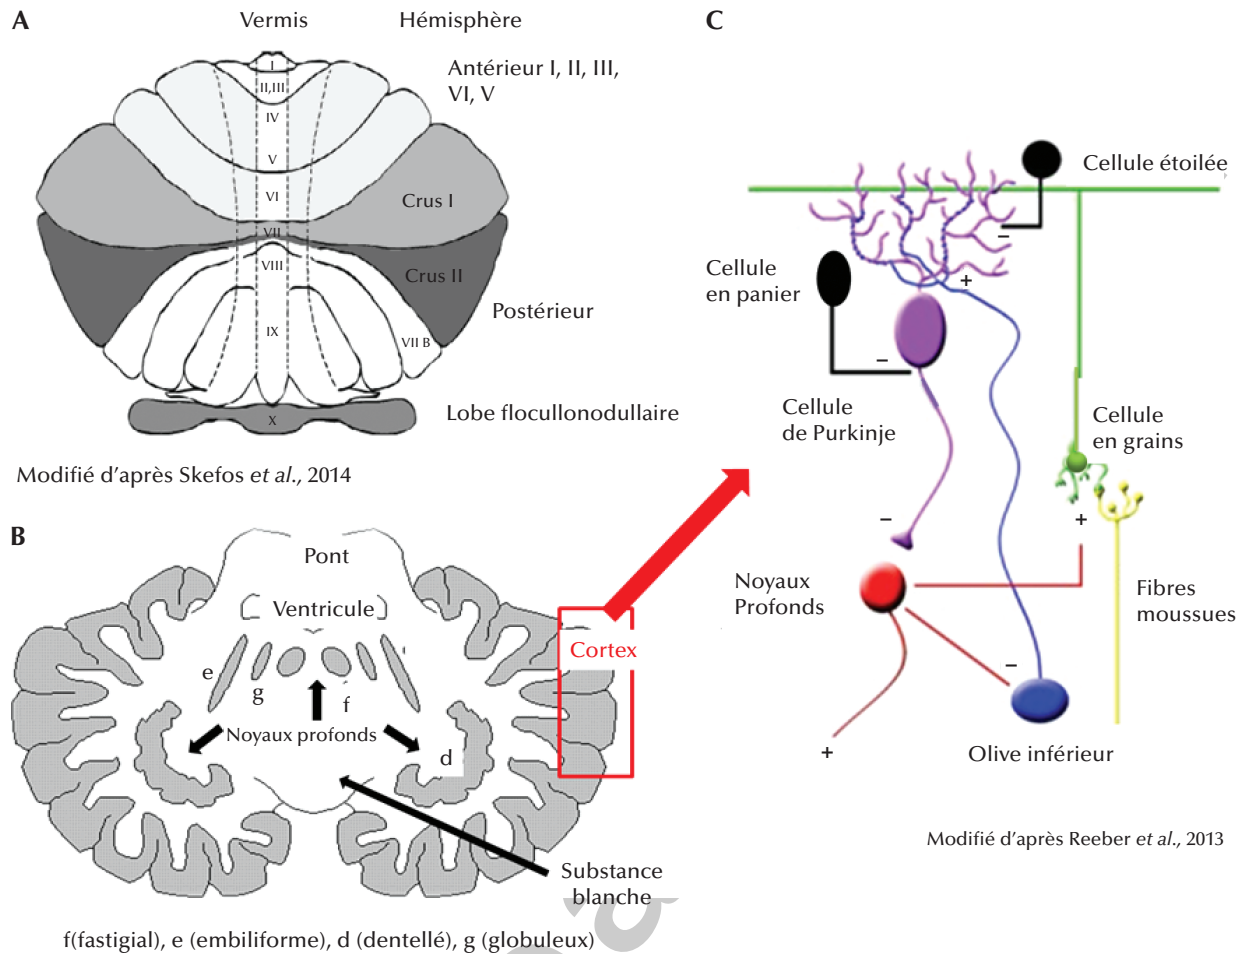 A
Vermis
Hémisphère
I
II,III
IV
V
VI
VII
VIII
IX
X
Crus I
Crus II
VII B
Antérieur I, II, III,
VI, V
Postérieur
Lobe flocullonodullaire
Modifié d'après Skefos et al., 2014
B
Pont
Ventricule
Cortex
e
g
f
Noyaux profonds
d
Substance
blanche
f(fastigial), e (embiliforme), d (dentellé), g (globuleux)
C
Cellule étoilée
–
Cellule
en panier
+
–
Cellule
de Purkinje
Cellule
en grains
–
+
Noyaux
Profonds
Fibres
moussues
–
+
Olive inférieur
Modifié d'après Reeber et al., 2013